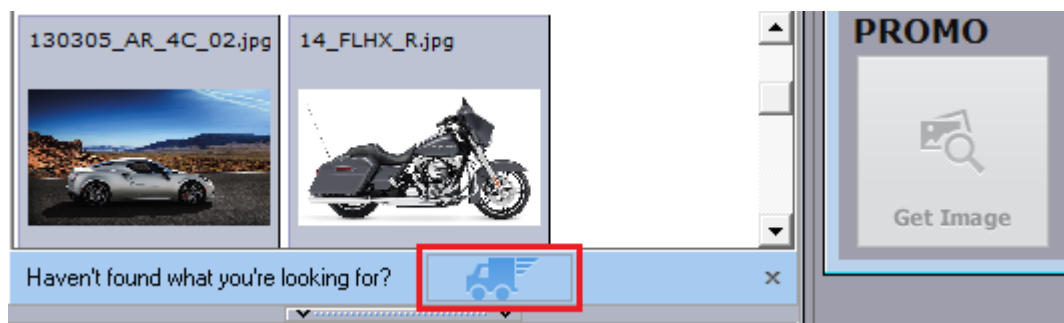 130305_AR_4C_02.jpg
14_FLHX_R.jpg
Haven't found what you're looking for?
PROMO
Get Image